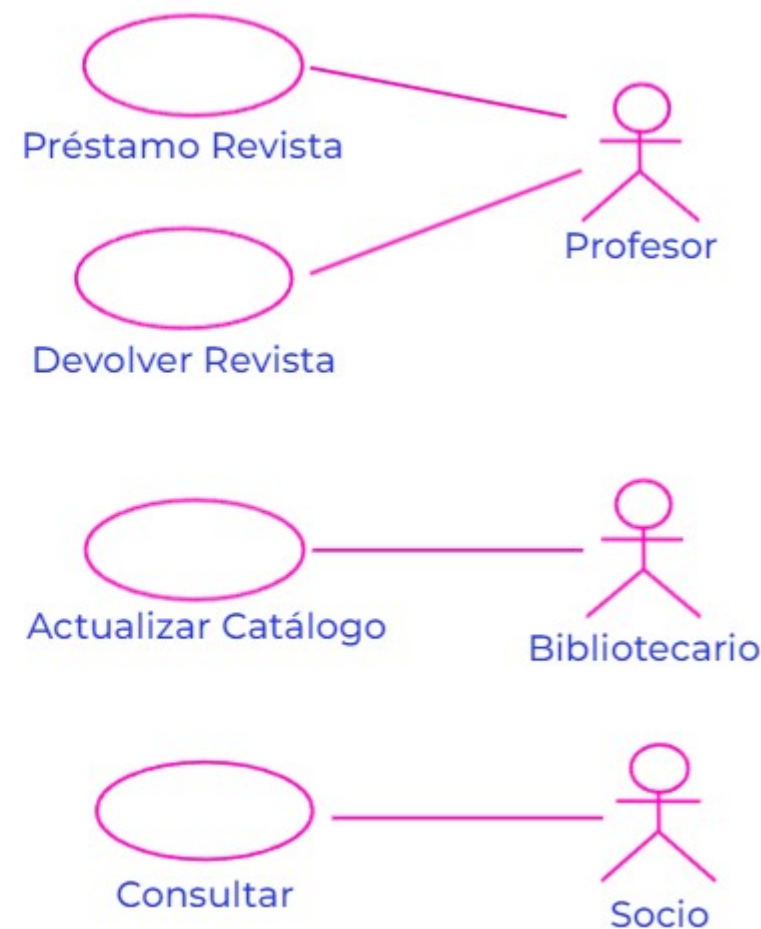 Préstamo Revista
Profesor
Devolver Revista
Actualizar Catálogo
Bibliotecario
Consultar
Socio